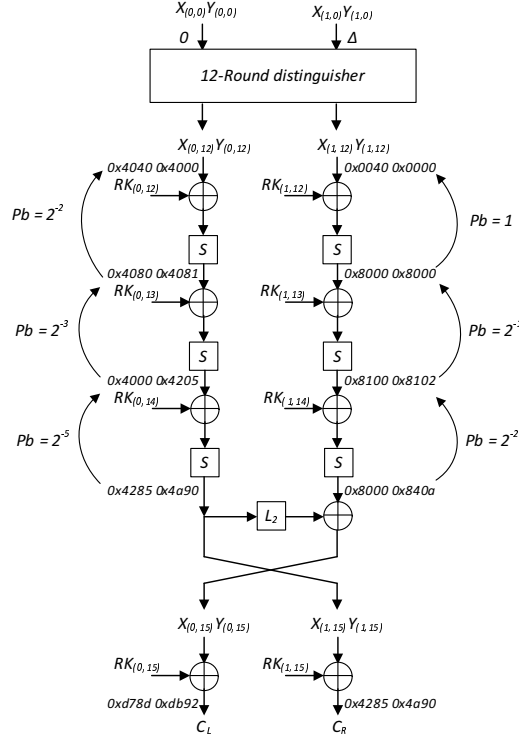 X(0,0)Y(0,0) X(1,0)Y(1,0)
0 Δ
12-Round distinguisher
X(0,12)Y(0,12) X(1,12)Y(1,12)
0x4040 0x4000 0x0040 0x0000
RK(0,12) RK(1,12)
Pb = 2⁻² Pb = 1
S S
0x4080 0x4081 0x8000 0x8000
RK(0,13) RK(1,13)
Pb = 2⁻³ Pb =
S S
0x4000 0x4205 0x8100 0x8102
RK(0,14) RK(1,14)
Pb = 2⁻⁵ Pb = 2⁻²
S S
0x4285 0x4a90 0x8000 0x840a
L2
X(0,15)Y(0,15) X(1,15)Y(1,15)
RK(0,15) RK(1,15)
0xd78d 0xdb92 0x4285 0x4a90
CL CR